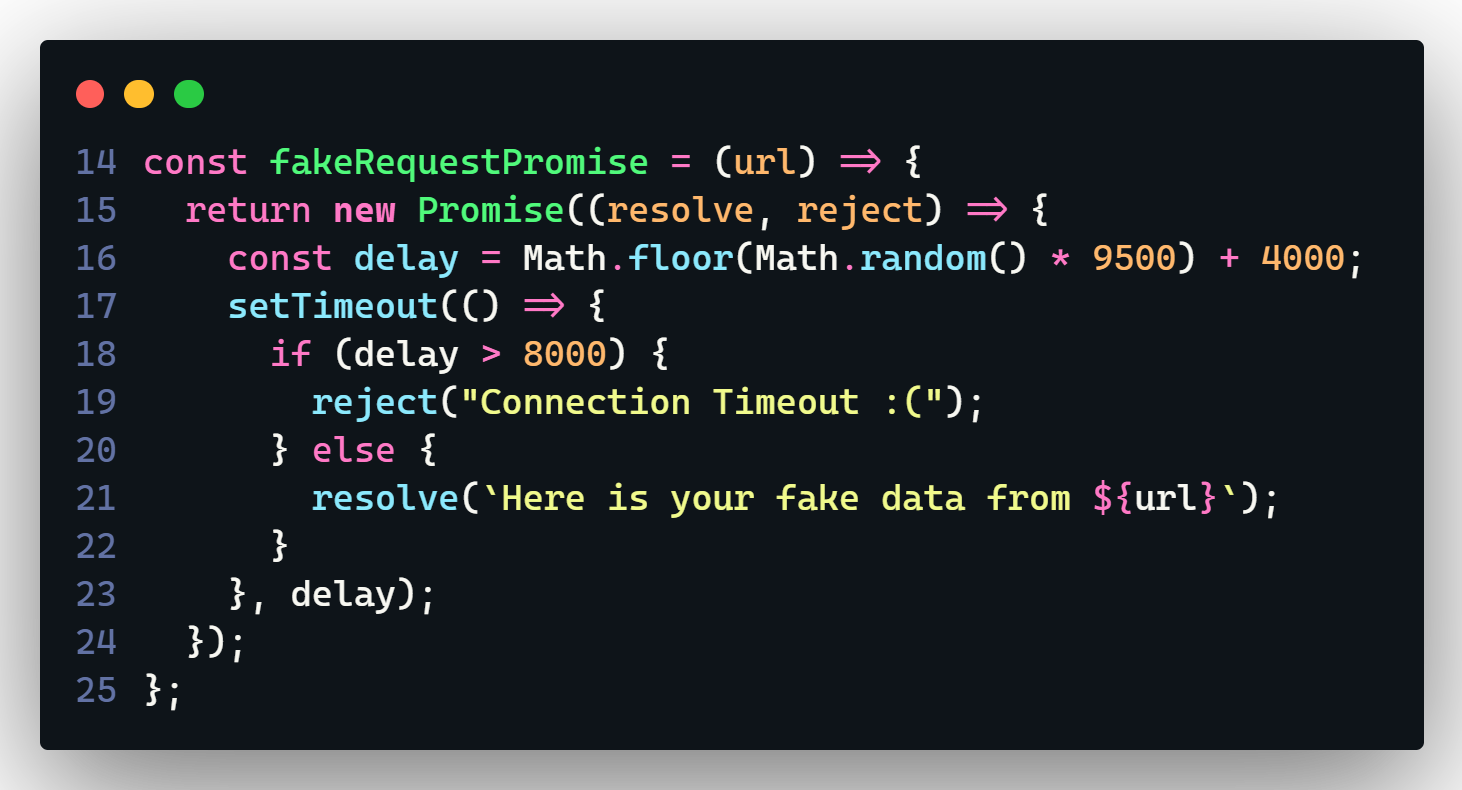 14 const fakeRequestPromise = (url) => {
15   return new Promise((resolve, reject) => {
16     const delay = Math.floor(Math.random() * 9500) + 4000;
17     setTimeout(() => {
18       if (delay > 8000) {
19         reject("Connection Timeout :(");
20       } else {
21         resolve(`Here is your fake data from ${url}`);
22       }
23     }, delay);
24   });
25 };